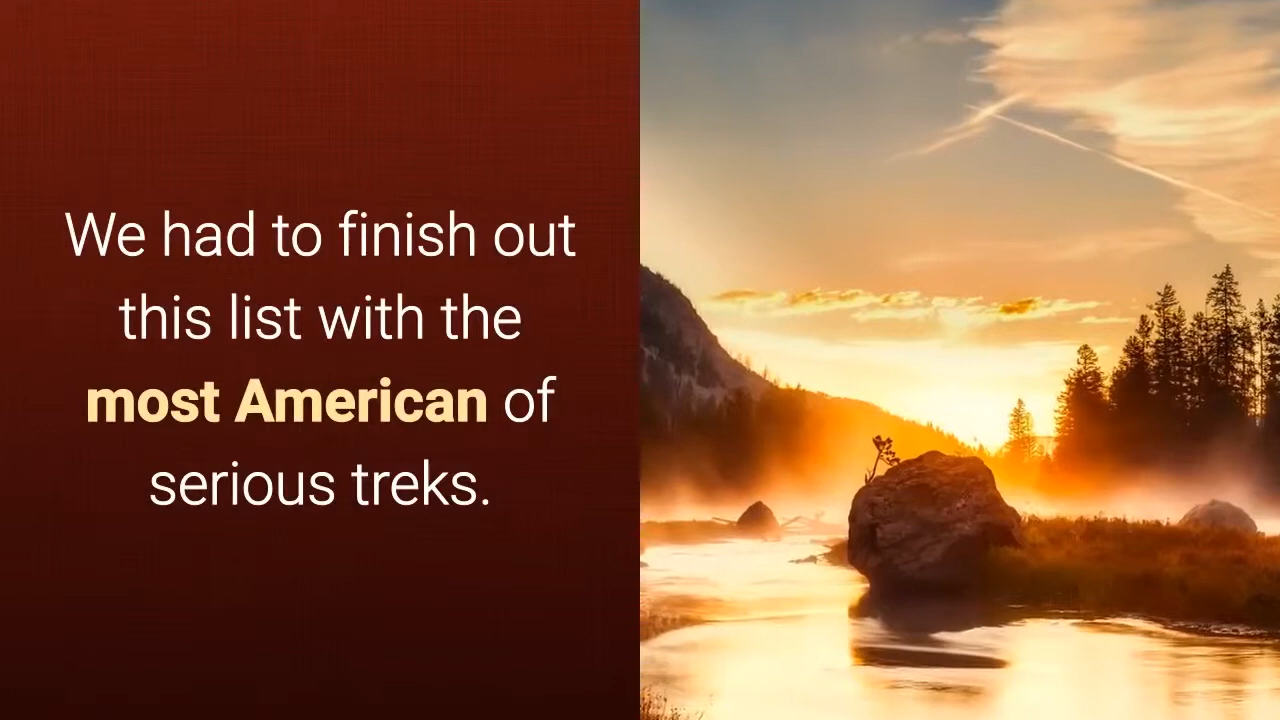 We had to finish out
this list with the
most American of
serious treks.